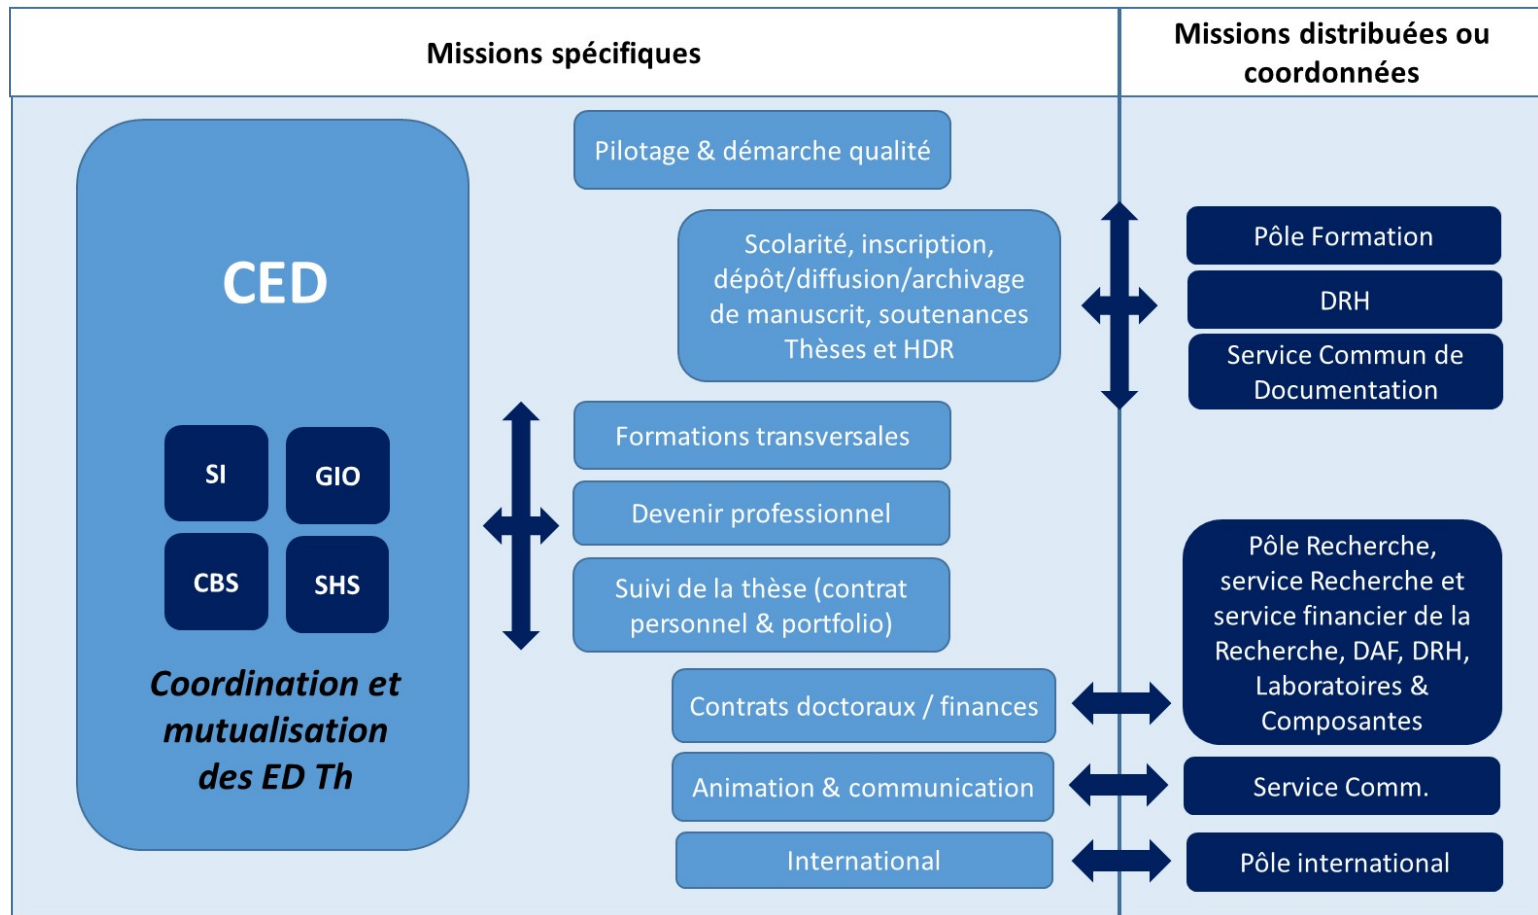 Missions spécifiques
Missions distribuées ou
coordonnées
CED
SI
GIO
CBS
SHS
Coordination et
mutualisation
des ED Th
Pilotage & démarche qualité
Scolarité, inscription,
dépôt/diffusion/archivage
de manuscrit, soutenances
Thèses et HDR
Formations transversales
Devenir professionnel
Suivi de la thèse (contrat
personnel & portfolio)
Contrats doctoraux / finances
Animation & communication
International
Pôle Formation
DRH
Service Commun de
Documentation
Pôle Recherche,
service Recherche et
service financier de la
Recherche, DAF, DRH,
Laboratoires &
Composantes
Service Comm.
Pôle international